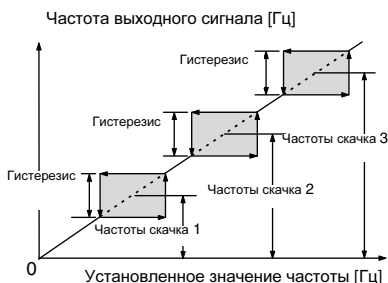 Частота выходного сигнала [Гц]
Гистерезис
Гистерезис
Частоты скачка 3
Гистерезис
Частоты скачка 2
Частоты скачка 1
0
Установленное значение частоты [Гц]